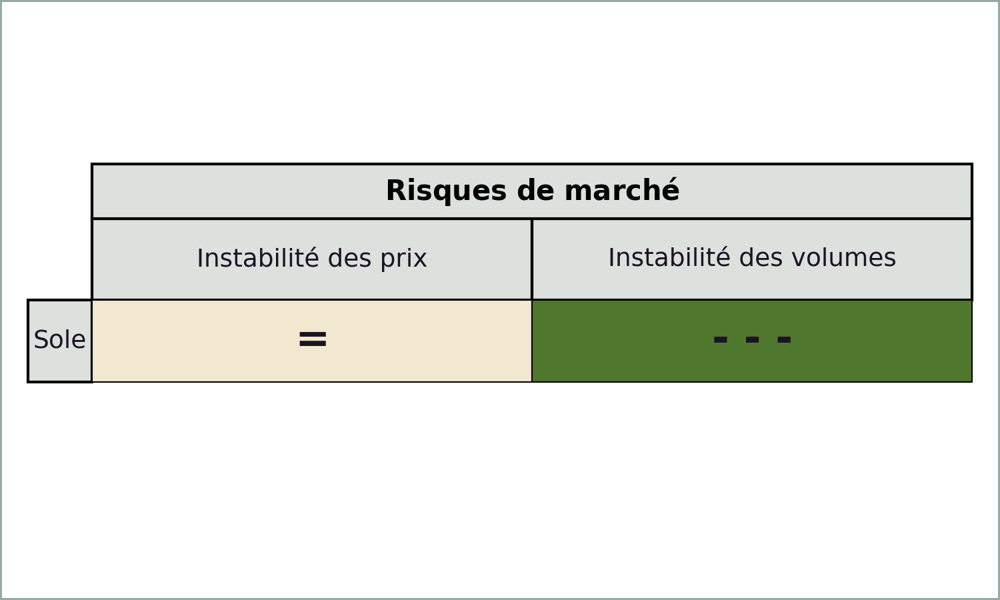 Risques de marché
Instabilité des prix
Instabilité des volumes
Sole
=
- - -